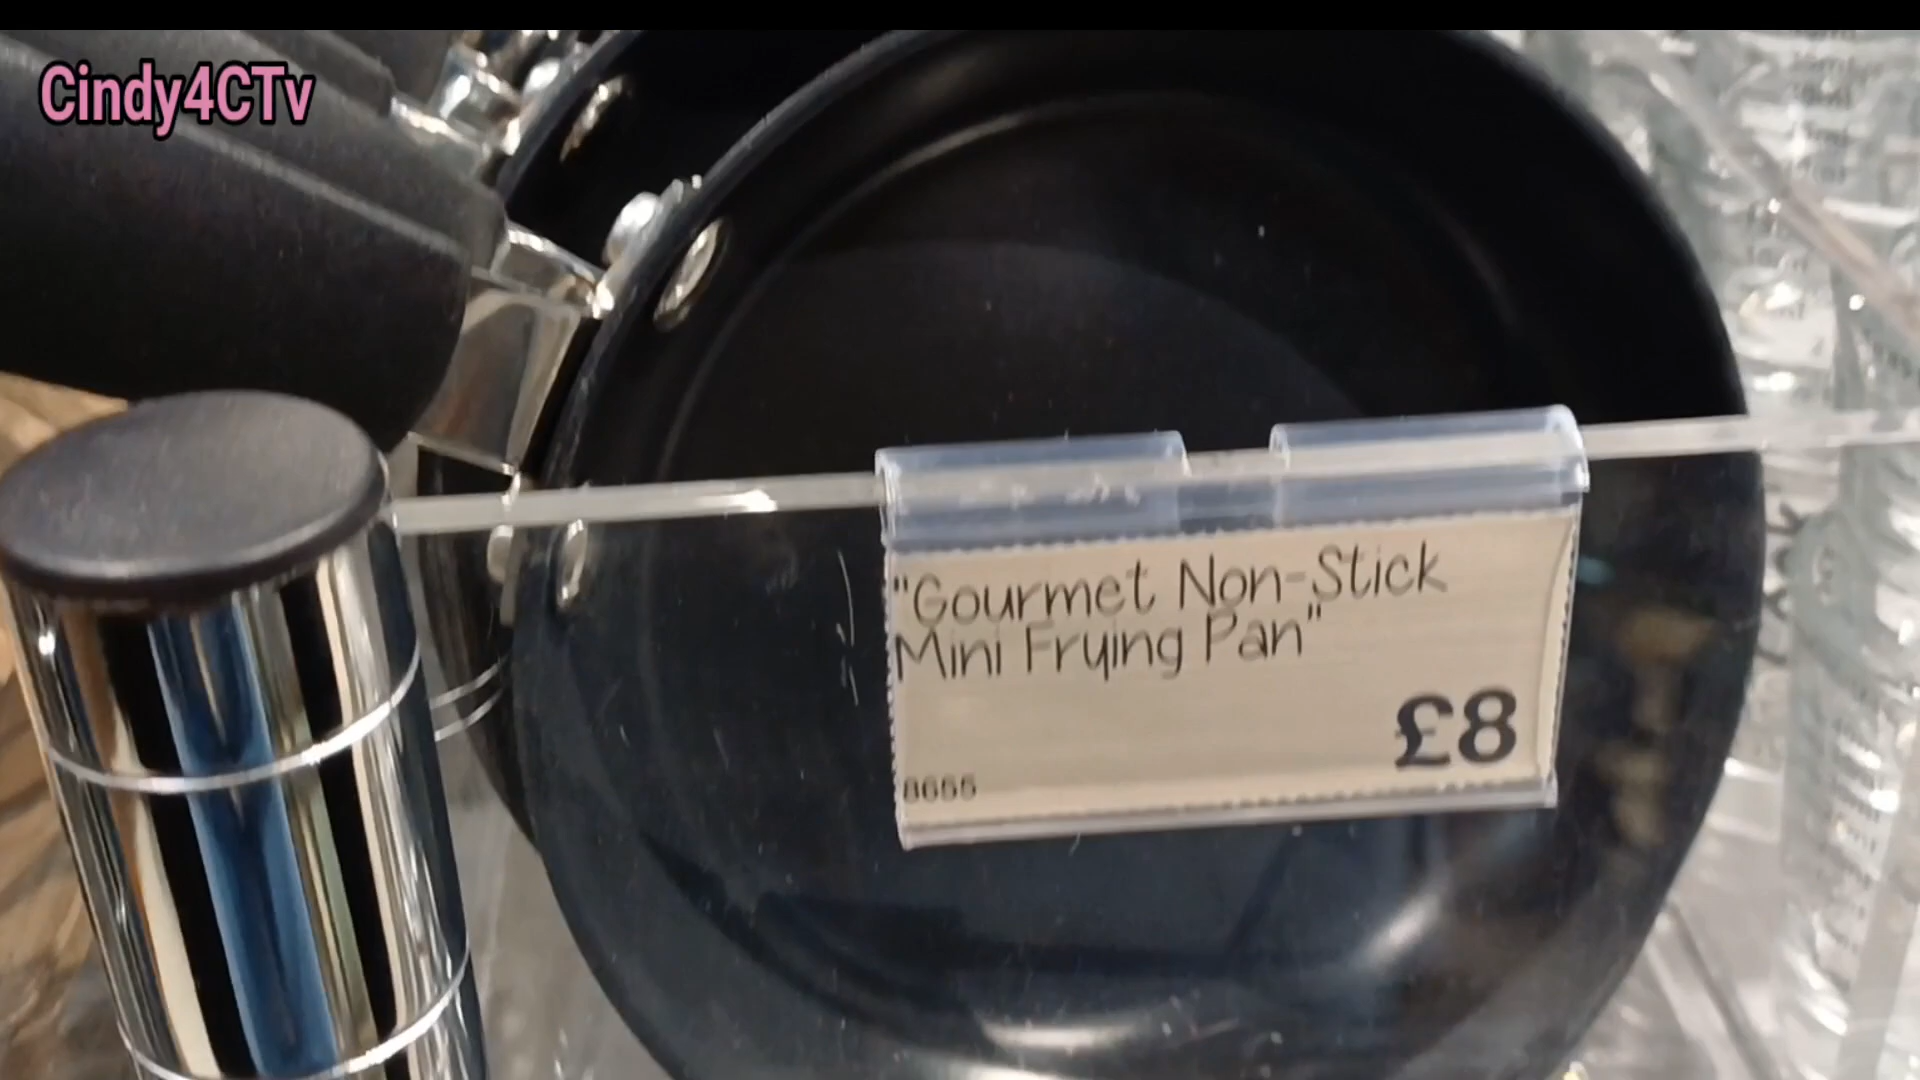 Cindy4CTv
"Gourmet Non-Stick
Mini Frying Pan"
£8
8655